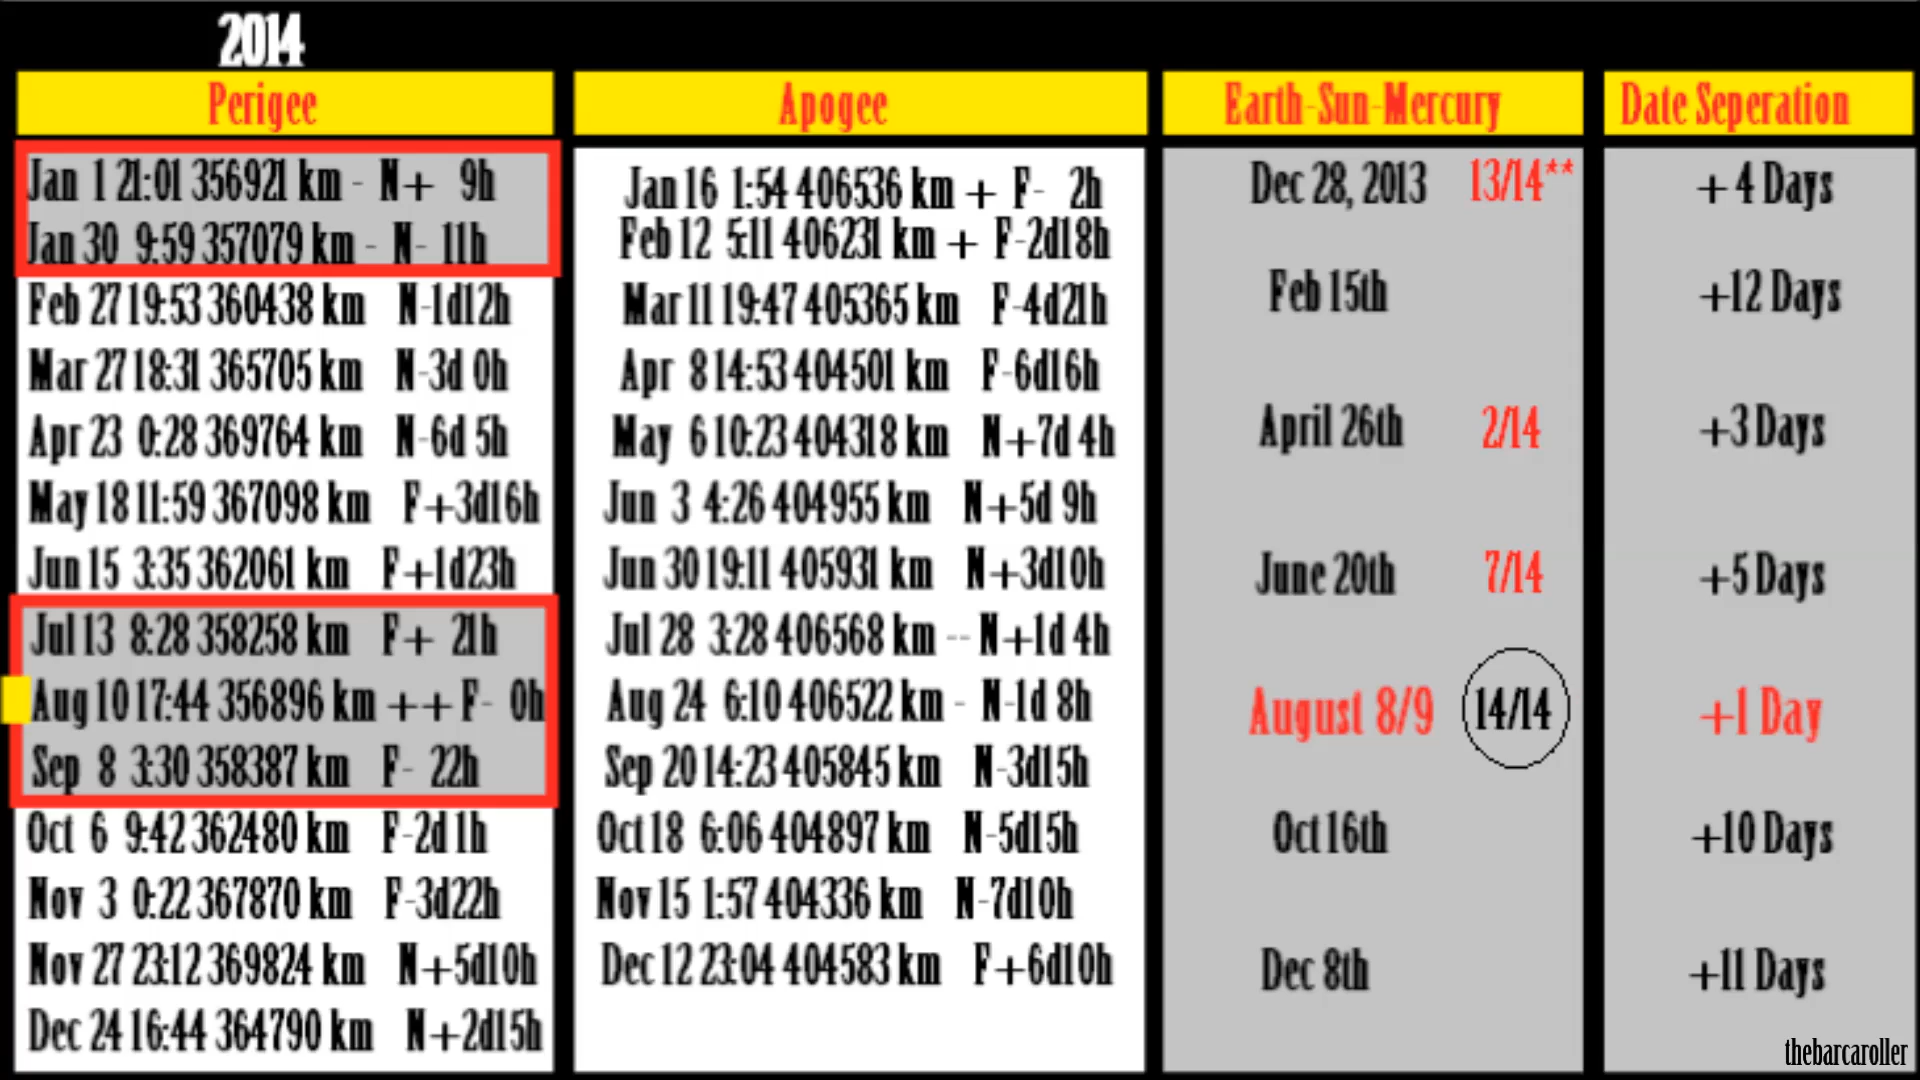 2014
Perigee
Jan 1 21:01 356921 km - N+ 9h
Jan 30 9:59 357079 km - N- 11h
Feb 27 19:53 360438 km N-1d12h
Mar 27 18:31 365705 km N-3d 0h
Apr 23 0:28 369764 km N-6d 5h
May 18 11:59 367098 km F+3d16h
Jun 15 3:35 362061 km F+1d23h
Jul 13 8:28 358258 km F+ 21h
Aug 10 17:44 356896 km ++ F- 0h
Sep 8 3:30 358387 km F- 22h
Oct 6 9:42 362480 km F-2d 1h
Nov 3 0:22 367870 km F-3d22h
Nov 27 23:12 369824 km N+5d10h
Dec 24 16:44 364790 km N+2d15h
Apogee
Jan 16 1:54 406536 km + F- 2h
Feb 12 5:11 406231 km + F-2d18h
Mar 11 19:47 405365 km F-4d21h
Apr 8 14:53 404501 km F-6d16h
May 6 10:23 404318 km N+7d 4h
Jun 3 4:26 404955 km N+5d 9h
Jun 30 19:11 405931 km N+3d10h
Jul 28 3:28 406568 km -- N+1d 4h
Aug 24 6:10 406522 km - N-1d 8h
Sep 20 14:23 405845 km N-3d15h
Oct 18 6:06 404897 km N-5d15h
Nov 15 1:57 404336 km N-7d10h
Dec 12 23:04 404583 km F+6d10h
Earth-Sun-Mercury
Dec 28, 2013 13/14**
Feb 15th
April 26th 2/14
June 20th 7/14
August 8/9 14/14
Oct 16th
Dec 8th
Date Seperation
+ 4 Days
+12 Days
+3 Days
+5 Days
+1 Day
+10 Days
+11 Days
thebarcaroller